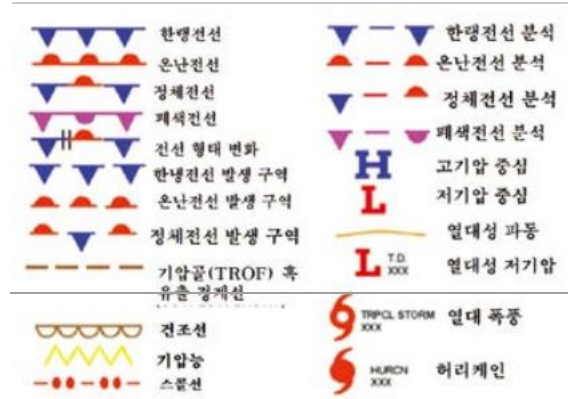 한랭전선
온난전선
정체전선
폐색전선
전선 형태 변화
한냉전선 발생 구역
온난전선 발생 구역
정체전선 발생 구역
기압골(TROF) 혹
유출 경계선
건조선
기압능
스콜선
한랭전선 분석
온난전선 분석
정체전선 분석
폐색전선 분석
H 고기압 중심
L 저기압 중심
열대성 파동
L T.D. XXX 열대성 저기압
TRPCL STORM XXX 열대 폭풍
HURCN XXX 허리케인